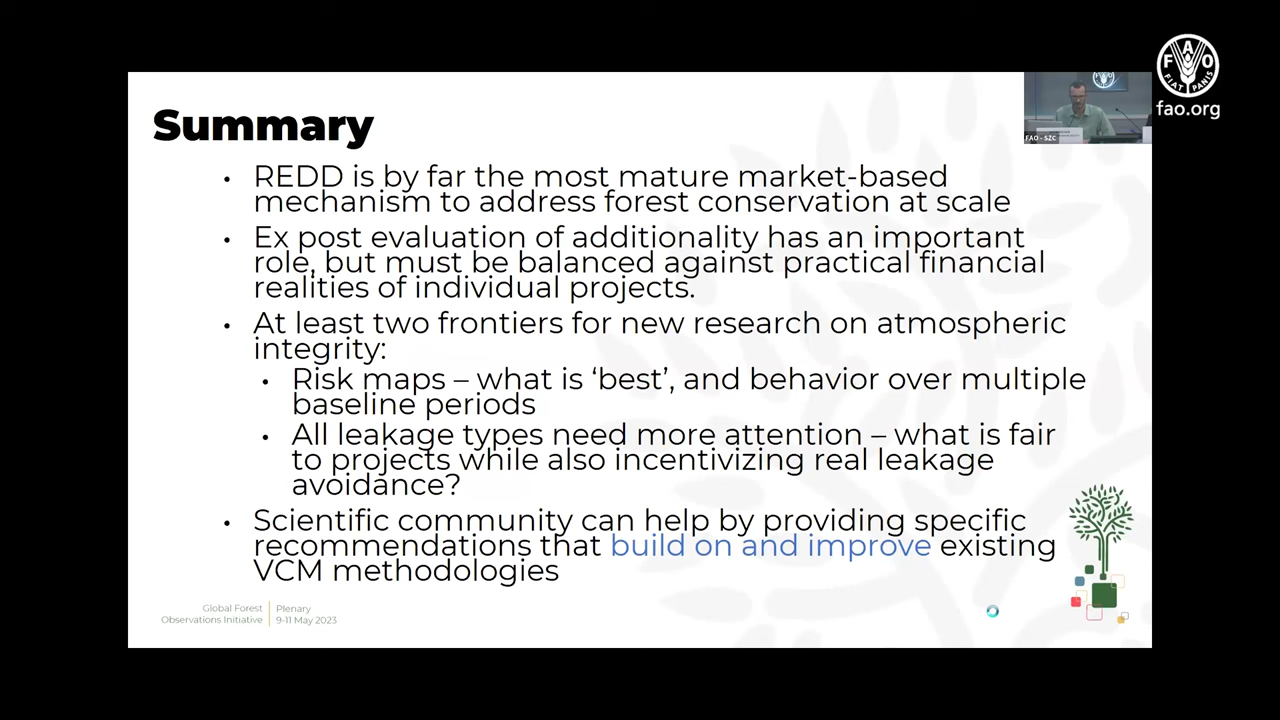 FAO
FIAT PANIS
fao.org
FAO - SZC
Summary
• REDD is by far the most mature market-based
mechanism to address forest conservation at scale
• Ex post evaluation of additionality has an important
role, but must be balanced against practical financial
realities of individual projects.
• At least two frontiers for new research on atmospheric
integrity:
• Risk maps – what is ‘best’, and behavior over multiple
baseline periods
• All leakage types need more attention – what is fair
to projects while also incentivizing real leakage
avoidance?
• Scientific community can help by providing specific
recommendations that build on and improve existing
VCM methodologies
Global Forest
Observations Initiative
Plenary
9-11 May 2023